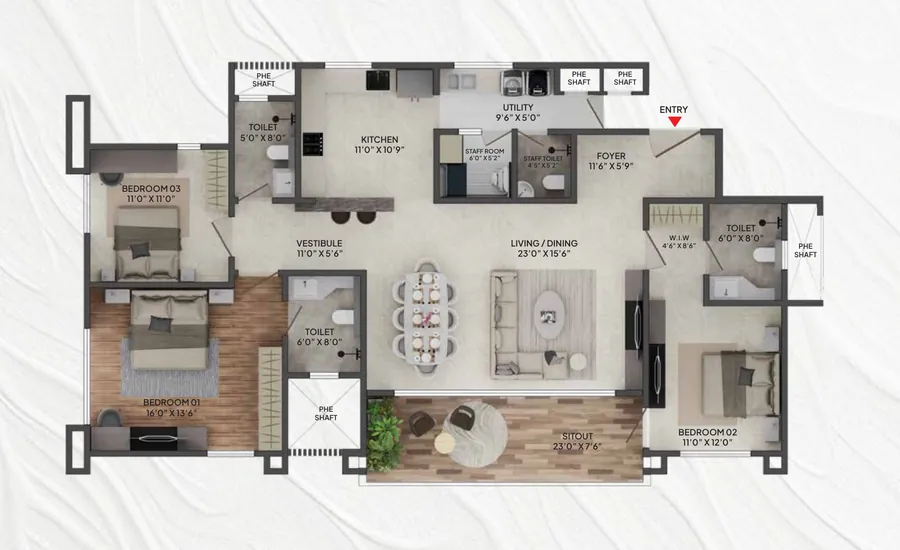 PHE
SHAFT
PHE
SHAFT
PHE
SHAFT
ENTRY
UTILITY
9'6" X 5'0"
TOILET
5'0" X 8'0"
KITCHEN
11'0" X 10'9"
STAFF ROOM
6'0" X 5'2"
STAFF TOILET
4'5" X 5'2"
FOYER
11'6" X 5'9"
BEDROOM 03
11'0" X 11'0"
VESTIBULE
11'0" X 5'6"
LIVING / DINING
23'0" X 15'6"
W.I.W
4'6" X 8'6"
TOILET
6'0" X 8'0"
PHE
SHAFT
TOILET
6'0" X 8'0"
BEDROOM 01
16'0" X 13'6"
PHE
SHAFT
SITOUT
23'0" X 7'6"
BEDROOM 02
11'0" X 12'0"